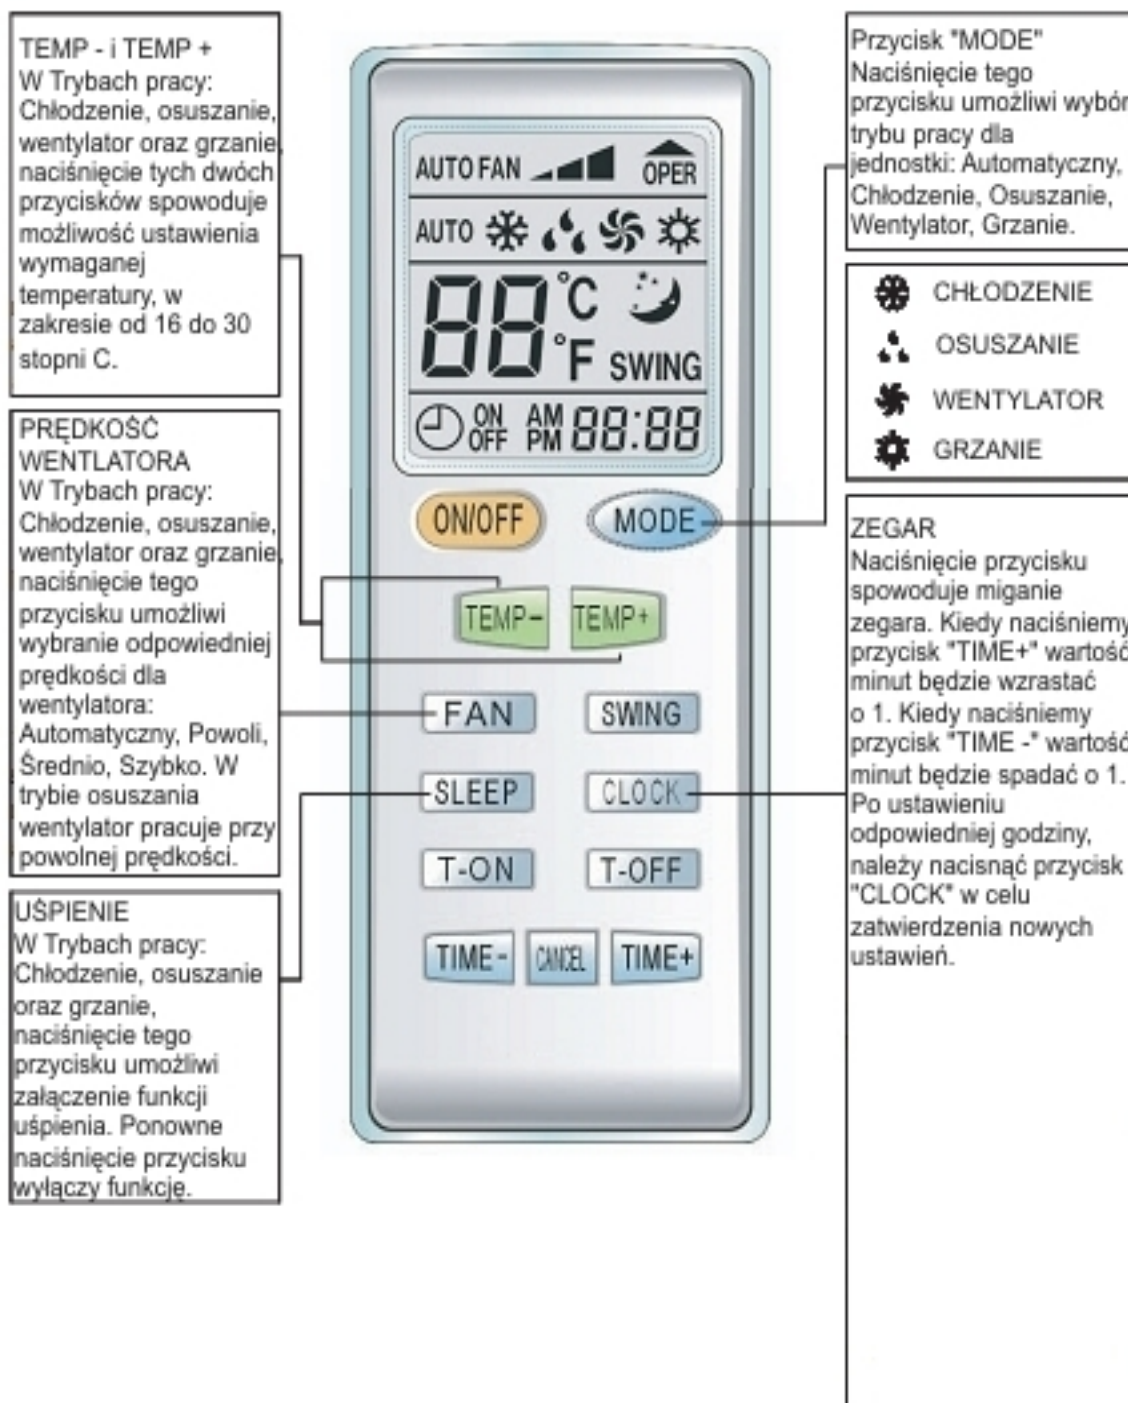 TEMP - i TEMP +
W Trybach pracy:
Chłodzenie, osuszanie,
wentylator oraz grzanie,
naciśnięcie tych dwóch
przycisków spowoduje
możliwość ustawienia
wymaganej
temperatury, w
zakresie od 16 do 30
stopni C.
PRĘDKOŚĆ
WENTLATORA
W Trybach pracy:
Chłodzenie, osuszanie,
wentylator oraz grzanie,
naciśnięcie tego
przycisku umożliwi
wybranie odpowiedniej
prędkości dla
wentylatora:
Automatyczny, Powoli,
Średnio, Szybko. W
trybie osuszania
wentylator pracuje przy
powolnej prędkości.
UŚPIENIE
W Trybach pracy:
Chłodzenie, osuszanie
oraz grzanie,
naciśnięcie tego
przycisku umożliwi
załączenie funkcji
uśpienia. Ponowne
naciśnięcie przycisku
wyłączy funkcję.
AUTO FAN OPER
AUTO
88 °C
°F SWING
ON OFF AM PM 88:88
ON/OFF MODE
TEMP- TEMP+
FAN SWING
SLEEP CLOCK
T-ON T-OFF
TIME- CANCEL TIME+
Przycisk "MODE"
Naciśnięcie tego
przycisku umożliwi wybór
trybu pracy dla
jednostki: Automatyczny,
Chłodzenie, Osuszanie,
Wentylator, Grzanie.
CHŁODZENIE
OSUSZANIE
WENTYLATOR
GRZANIE
ZEGAR
Naciśnięcie przycisku
spowoduje miganie
zegara. Kiedy naciśniemy
przycisk "TIME+" wartość
minut będzie wzrastać
o 1. Kiedy naciśniemy
przycisk "TIME -" wartość
minut będzie spadać o 1.
Po ustawieniu
odpowiedniej godziny,
należy nacisnąć przycisk
"CLOCK" w celu
zatwierdzenia nowych
ustawień.